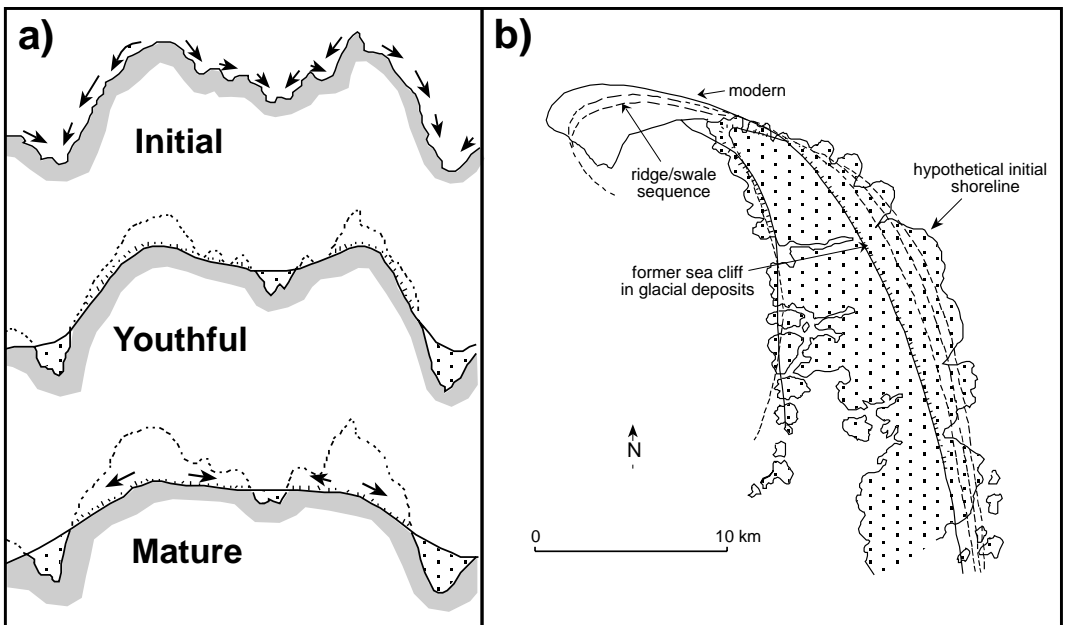 a)
Initial
Youthful
Mature
b)
modern
ridge/swale
sequence
hypothetical initial
shoreline
former sea cliff
in glacial deposits
N
0 10 km